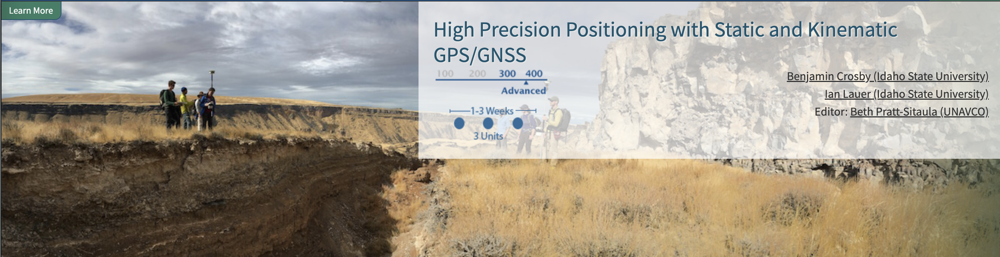 Learn More
High Precision Positioning with Static and Kinematic
GPS/GNSS
100 200 300 400
Advanced
1-3 Weeks
3 Units
Benjamin Crosby (Idaho State University)
Ian Lauer (Idaho State University)
Editor: Beth Pratt-Sitaula (UNAVCO)